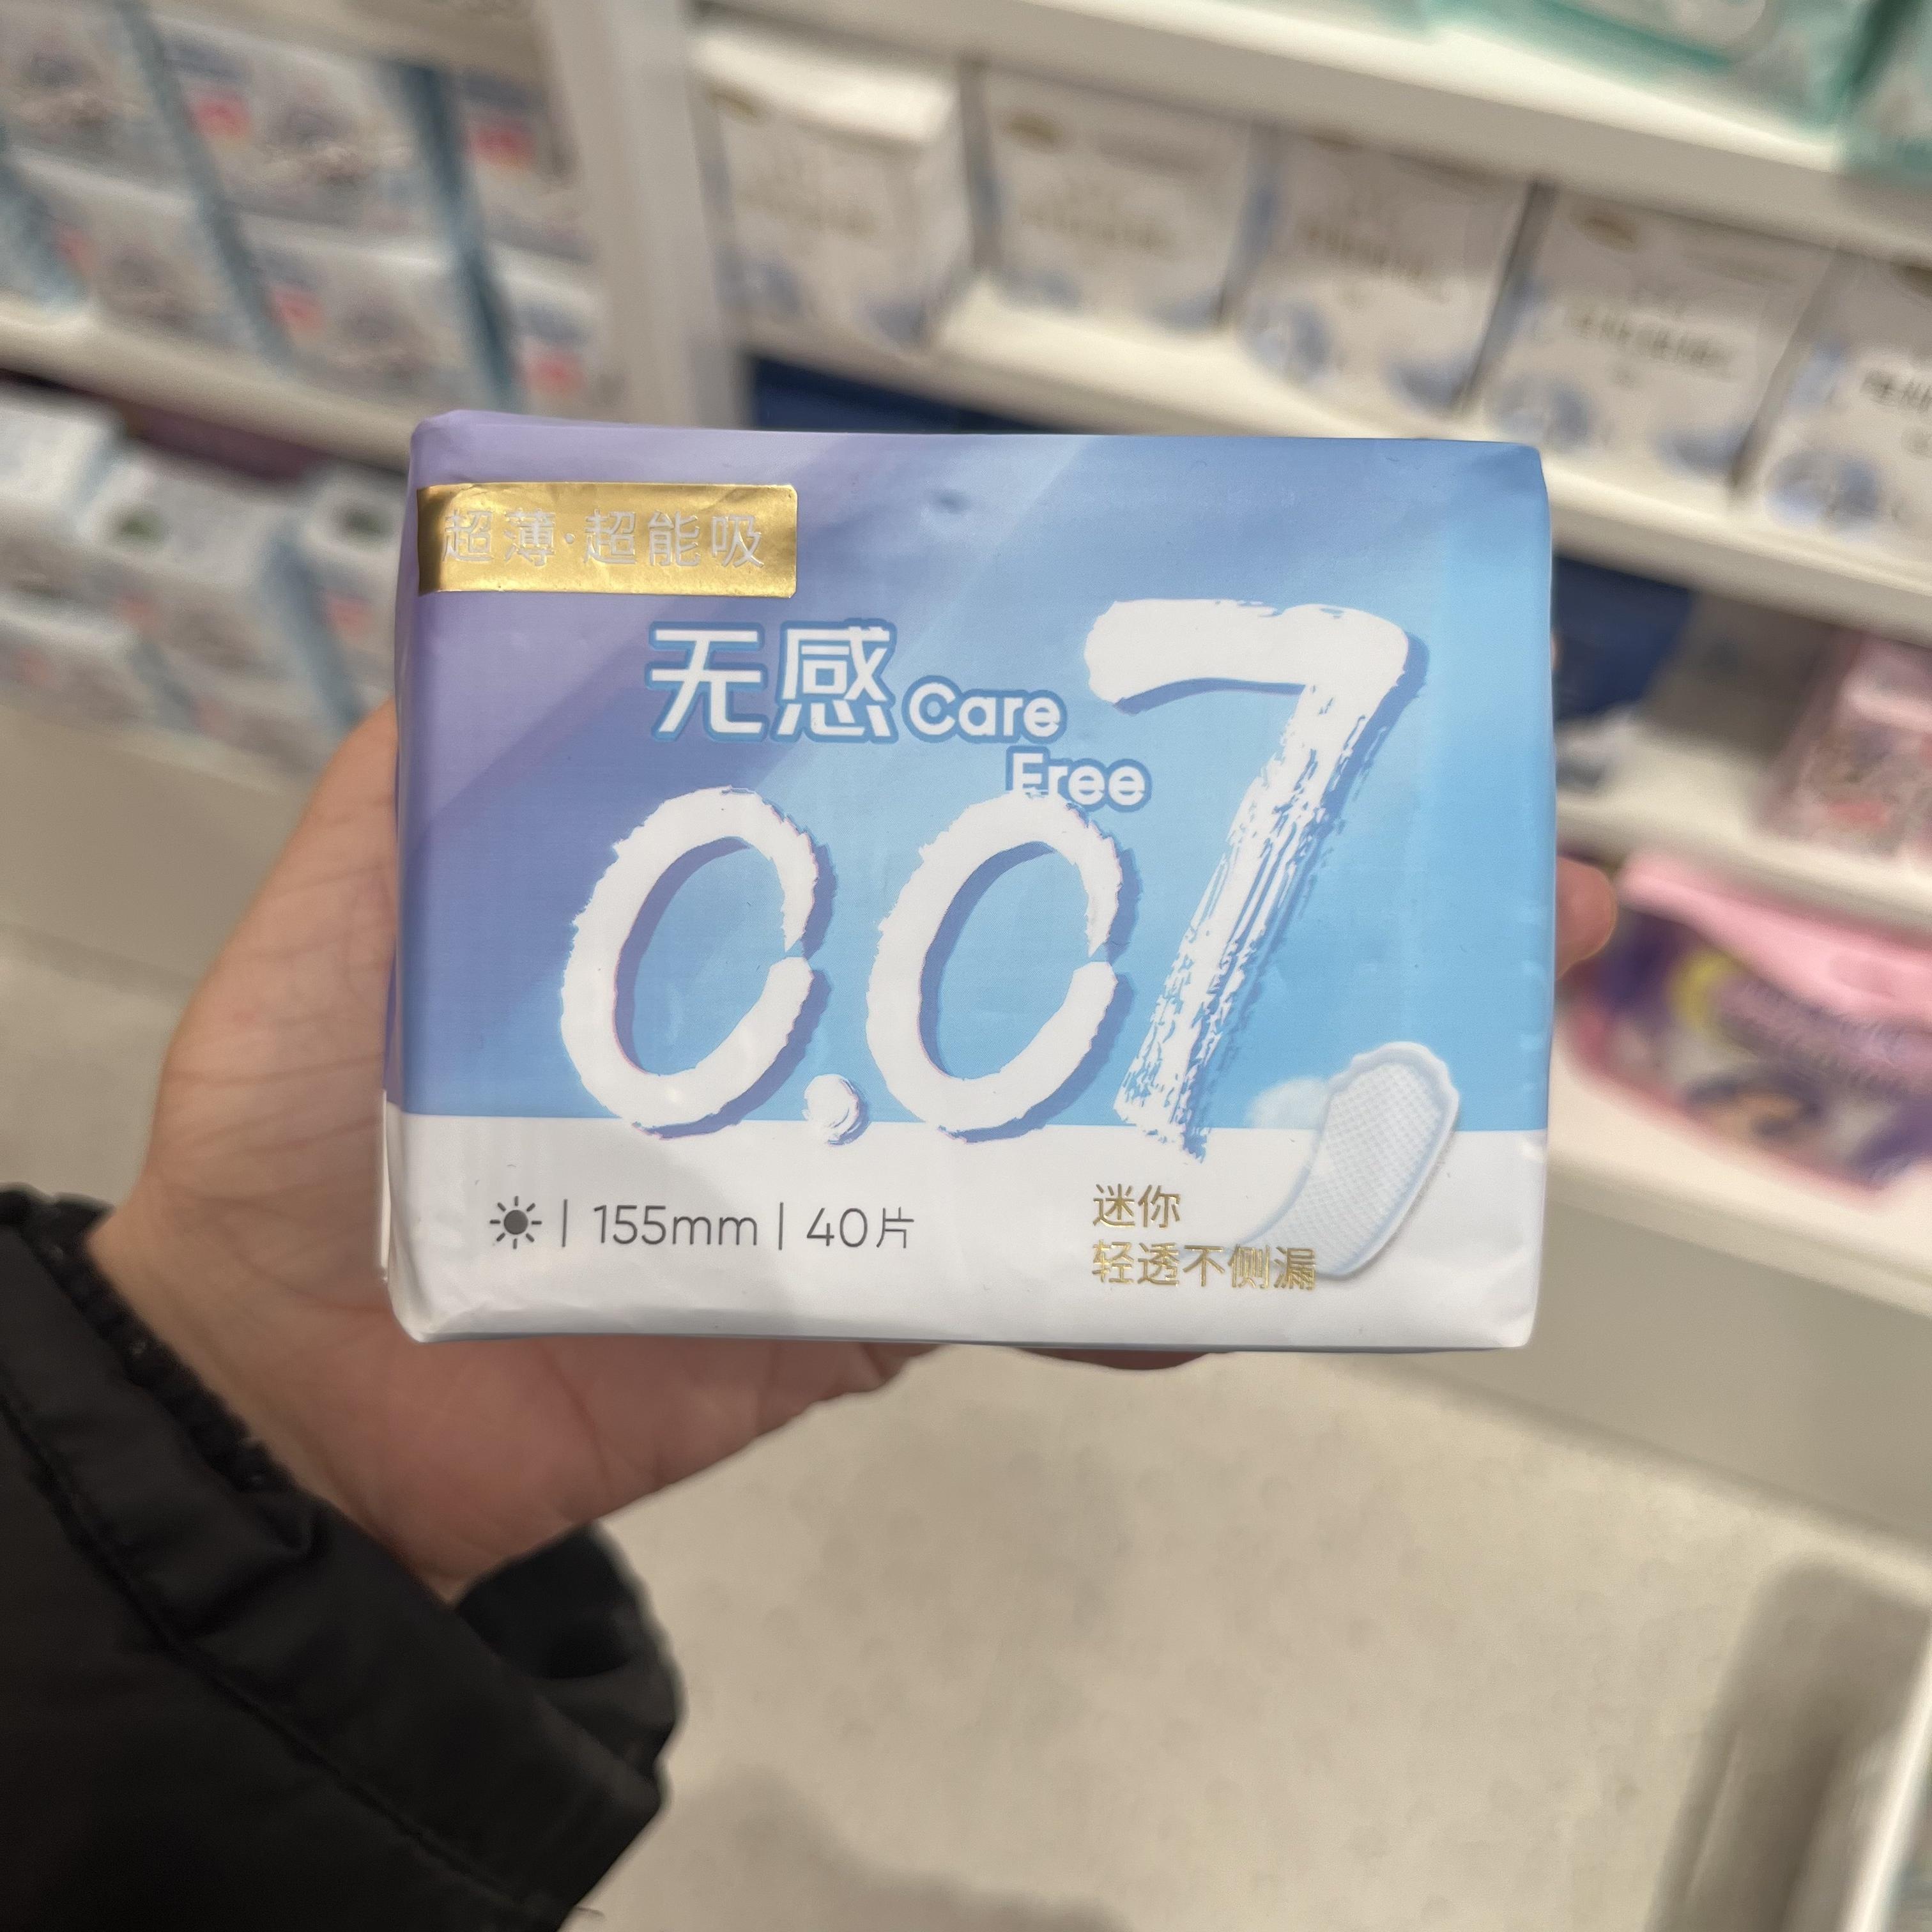 超薄·超能吸
无感 Care
Free
0.07
155mm | 40片
迷你
轻透不侧漏